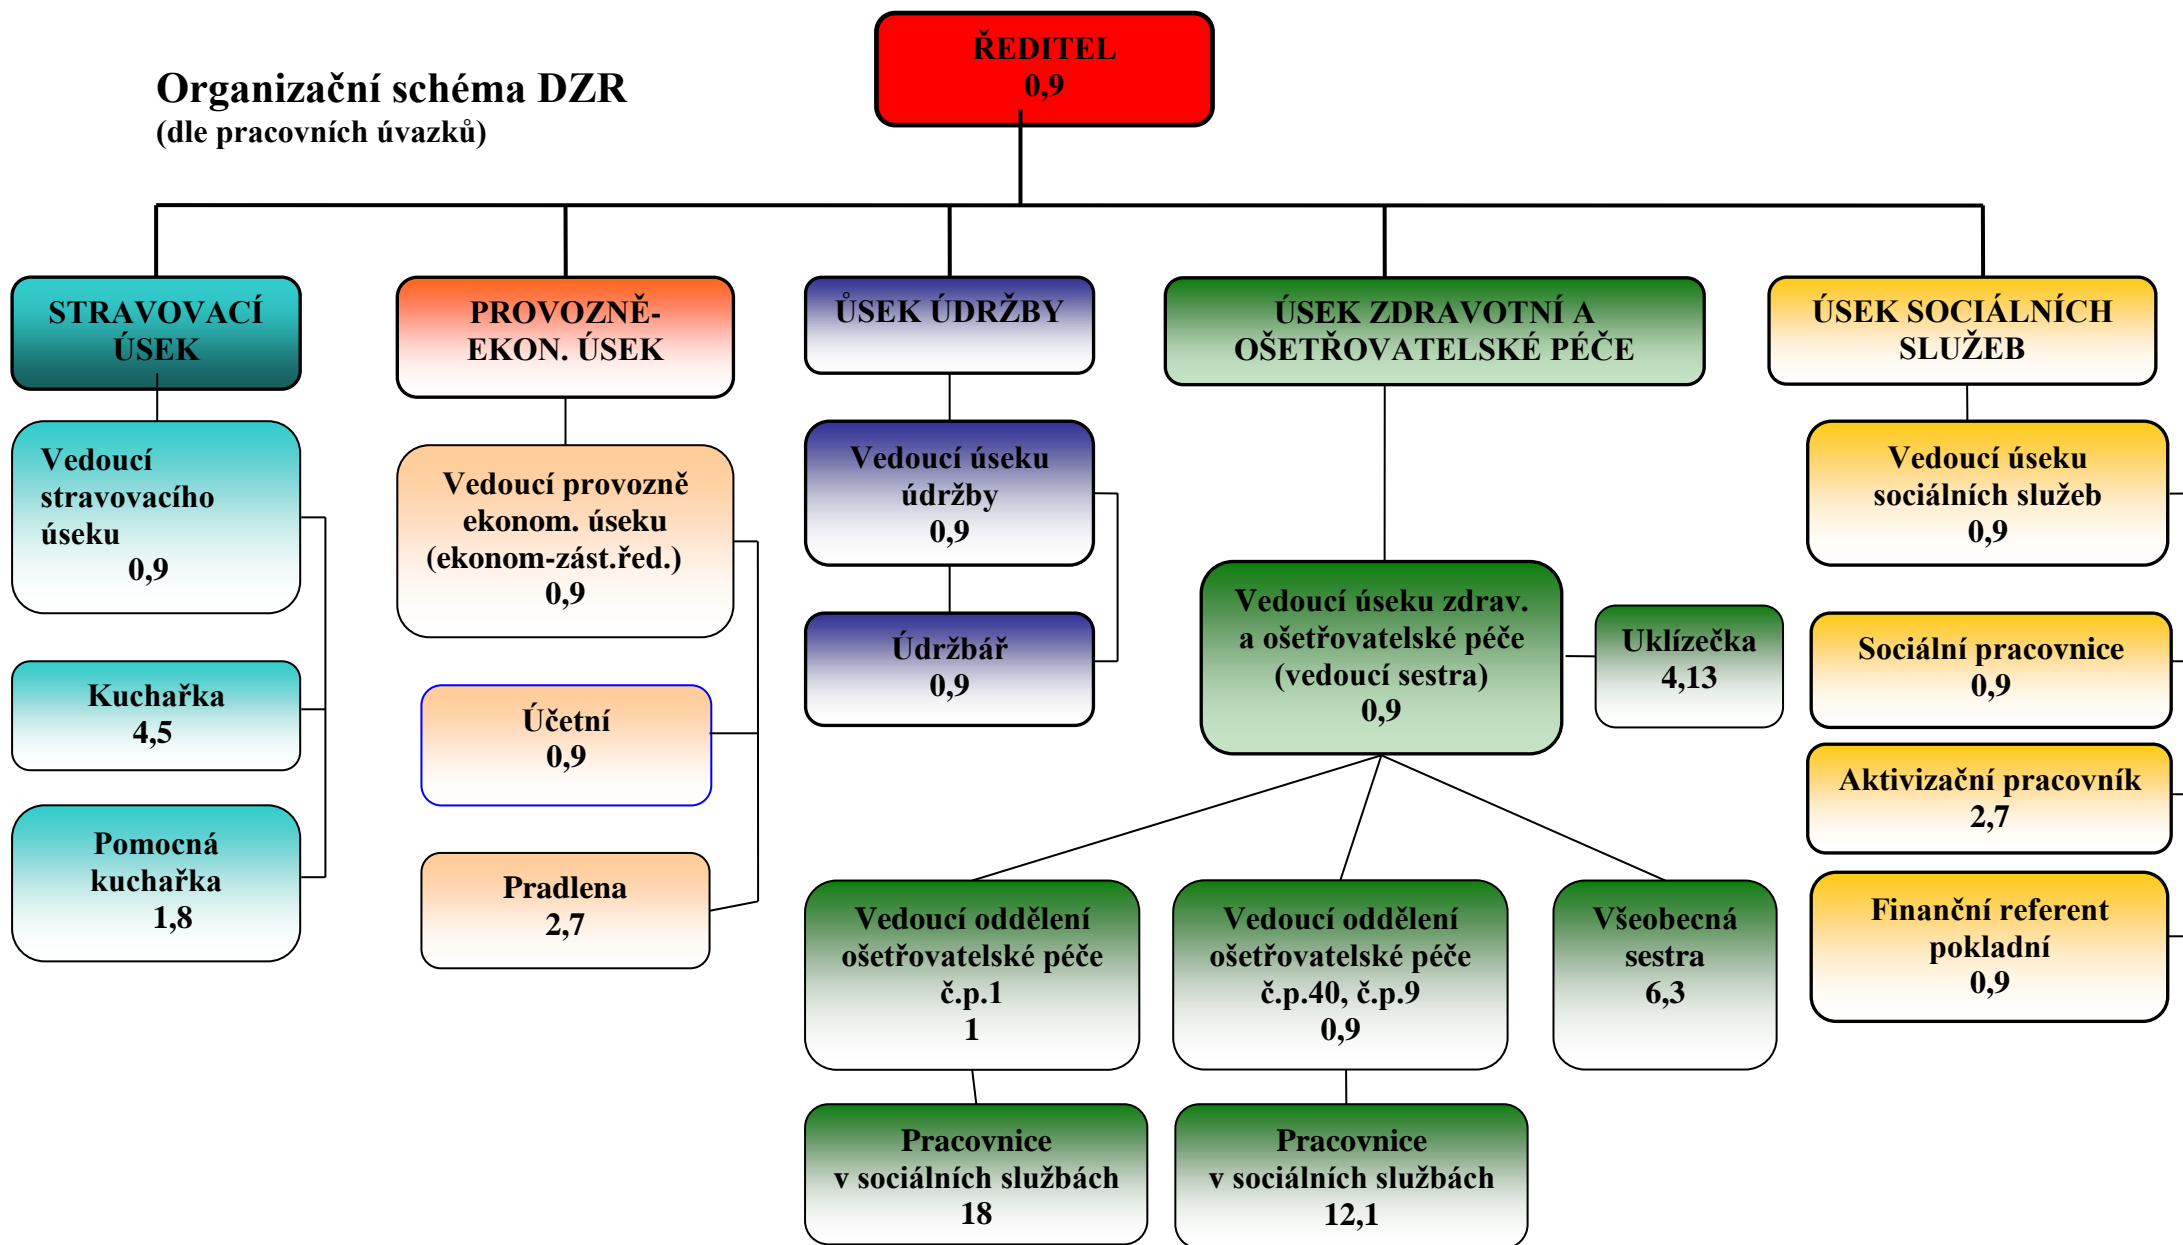 Organizační schéma DZR
(dle pracovních úvazků)
ŘEDITEL
0,9
STRAVOVACÍ
ÚSEK
Vedoucí
stravovacího
úseku
0,9
Kuchařka
4,5
Pomocná
kuchařka
1,8
PROVOZNĚ-
EKON. ÚSEK
Vedoucí provozně
ekonom. úseku
(ekonom-zást.řed.)
0,9
Účetní
0,9
Pradlena
2,7
ŮSEK ÚDRŽBY
Vedoucí úseku
údržby
0,9
Údržbář
0,9
ÚSEK ZDRAVOTNÍ A
OŠETŘOVATELSKÉ PÉČE
Vedoucí úseku zdrav.
a ošetřovatelské péče
(vedoucí sestra)
0,9
Uklízečka
4,13
Vedoucí oddělení
ošetřovatelské péče
č.p.1
1
Pracovnice
v sociálních službách
18
Vedoucí oddělení
ošetřovatelské péče
č.p.40, č.p.9
0,9
Pracovnice
v sociálních službách
12,1
Všeobecná
sestra
6,3
ÚSEK SOCIÁLNÍCH
SLUŽEB
Vedoucí úseku
sociálních služeb
0,9
Sociální pracovnice
0,9
Aktivizační pracovník
2,7
Finanční referent
pokladní
0,9